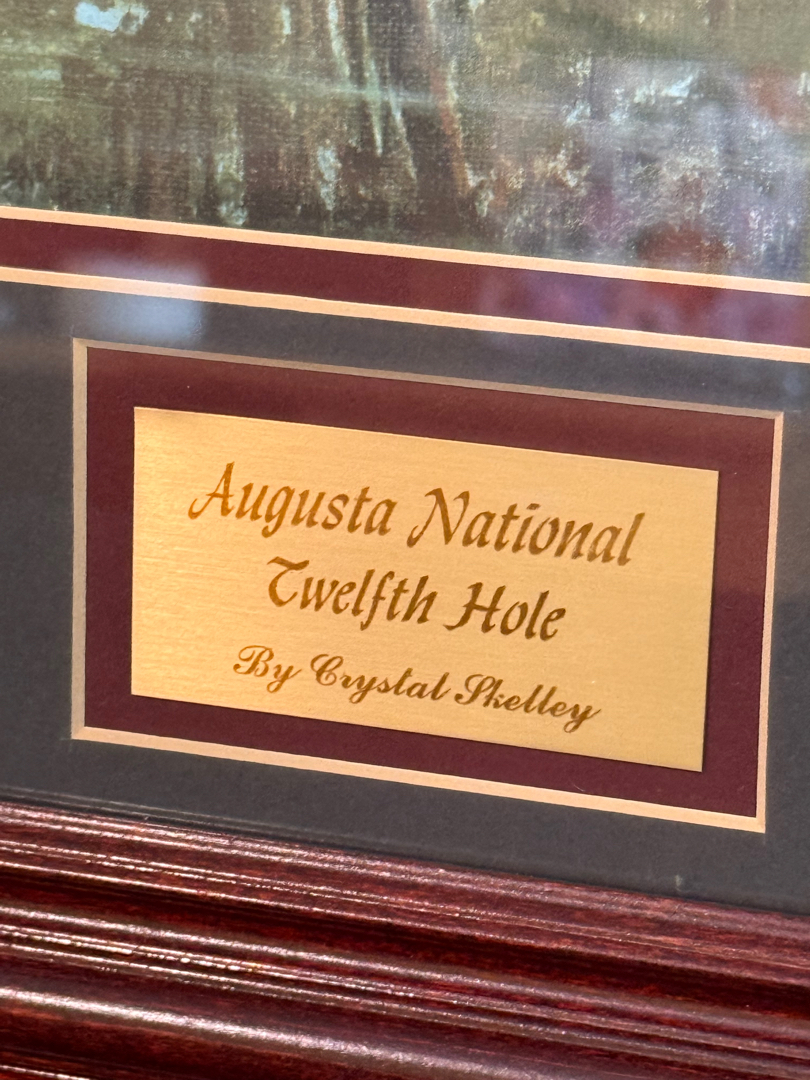 Augusta National
Twelfth Hole
By Crystal Skelley